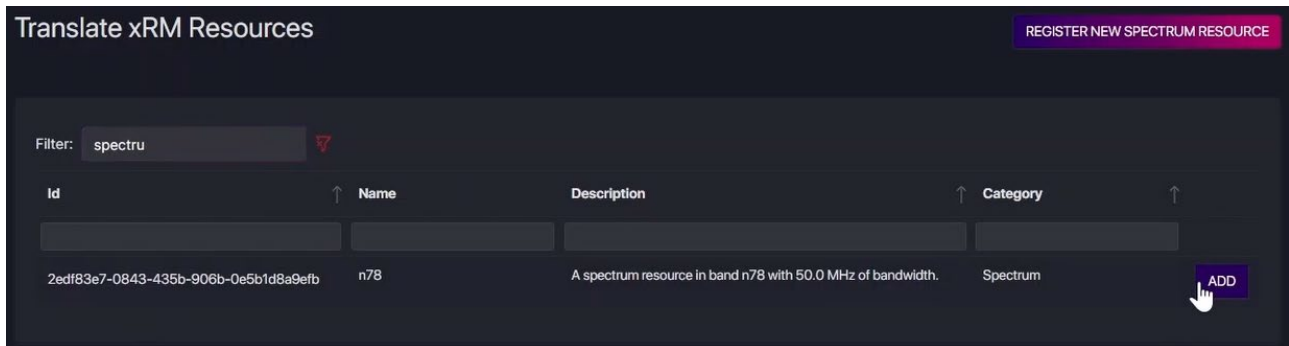 Translate xRM Resources
REGISTER NEW SPECTRUM RESOURCE
Filter: spectru
Id Name Description Category
2edf83e7-0843-435b-906b-0e5b1d8a9efb n78 A spectrum resource in band n78 with 50.0 MHz of bandwidth. Spectrum ADD